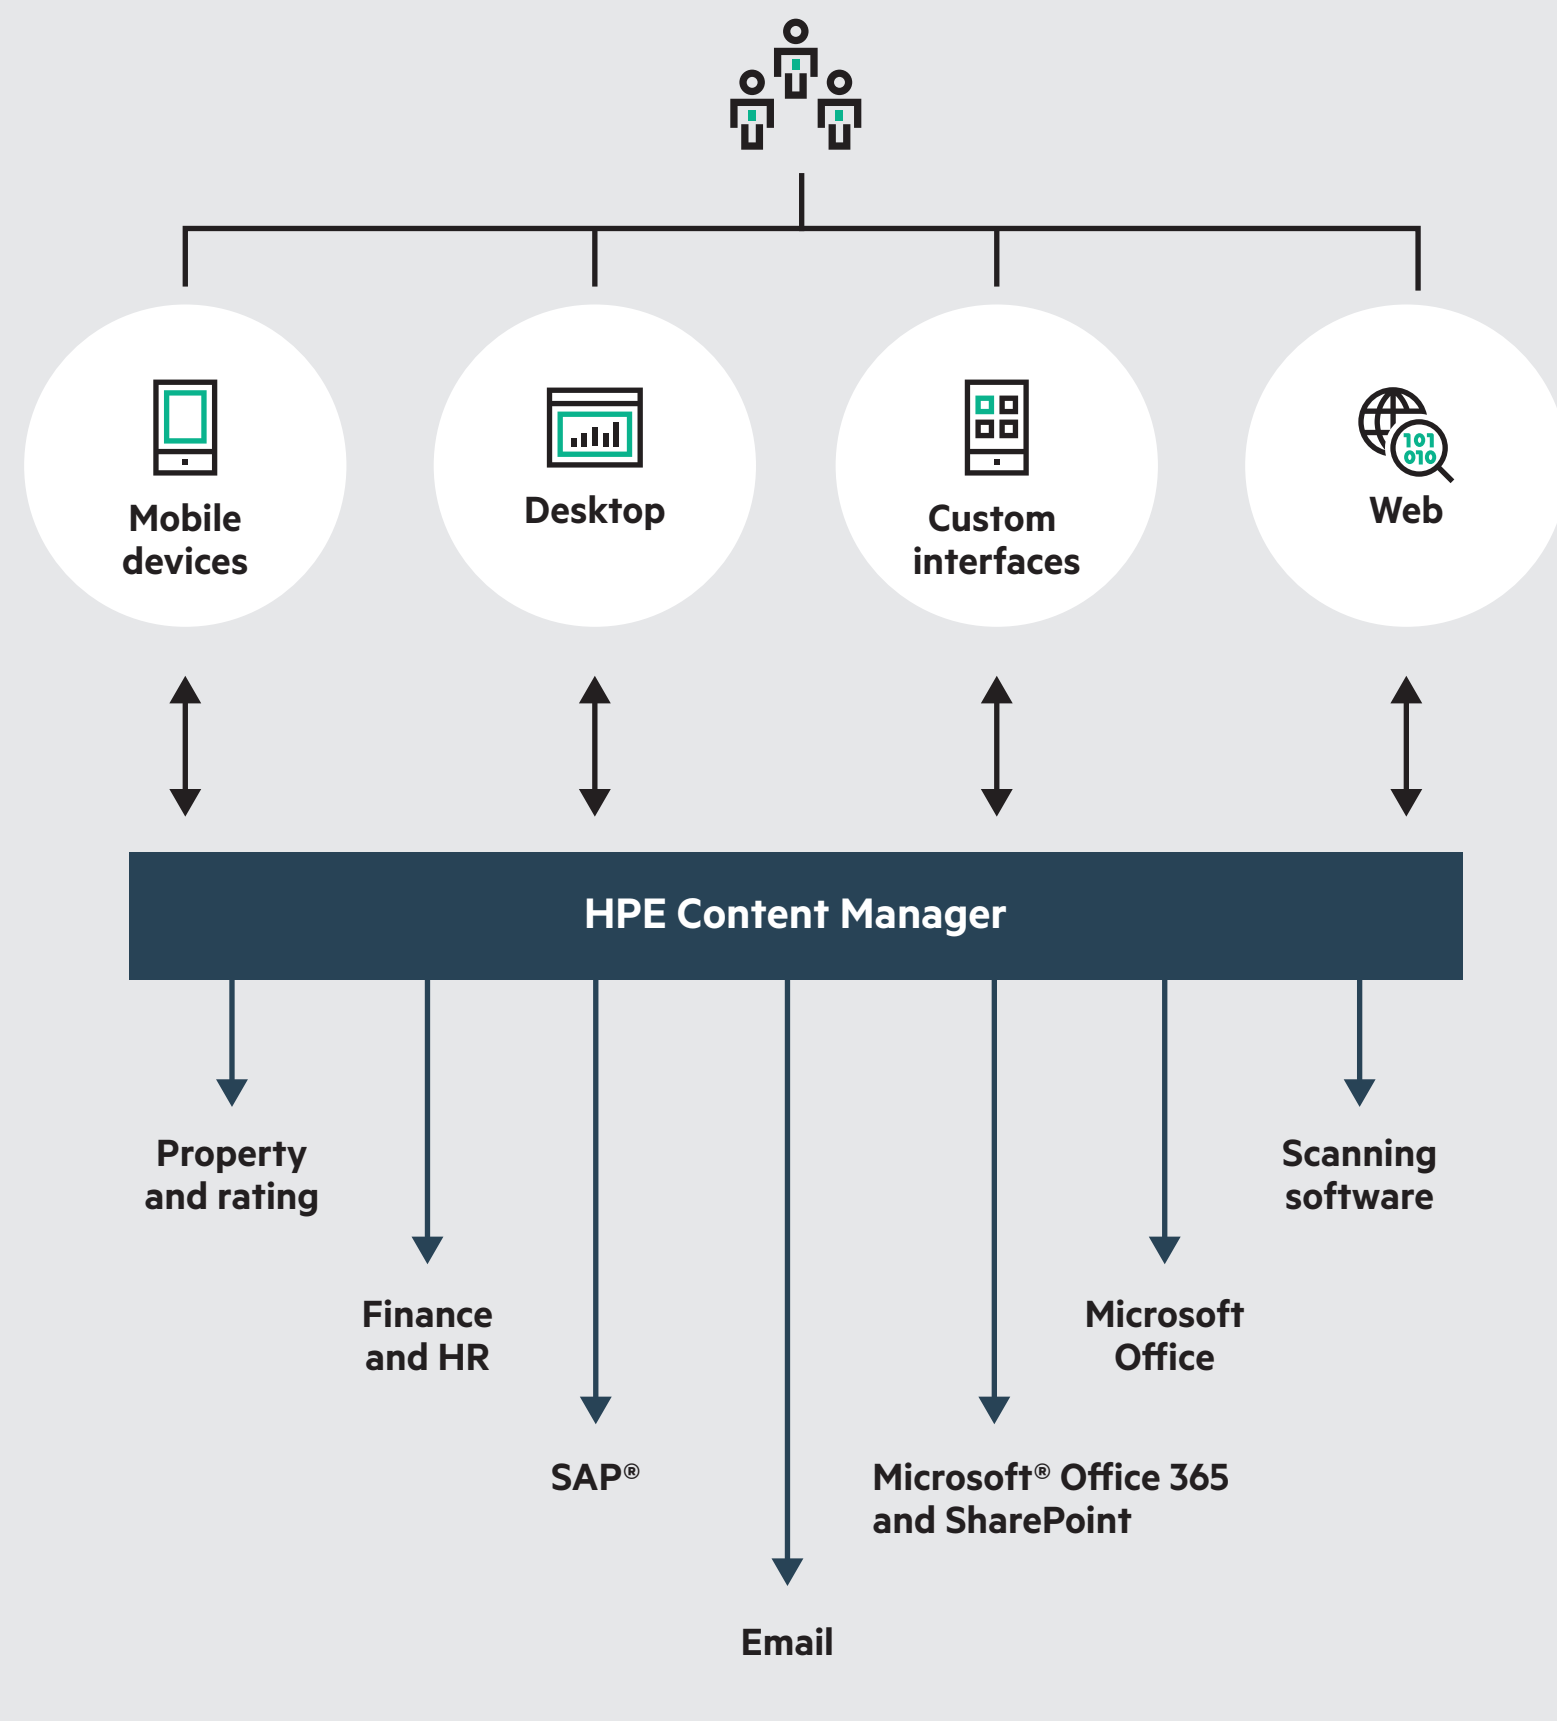 Mobile
devices
Desktop
Custom
interfaces
Web
101
010
HPE Content Manager
Property
and rating
Scanning
software
Finance
and HR
Microsoft
Office
SAP®
Microsoft® Office 365
and SharePoint
Email